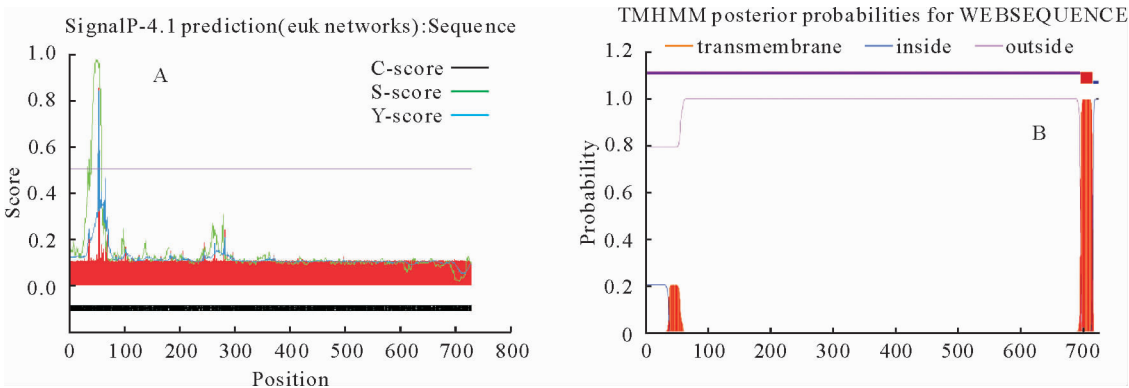 SignalP-4.1 prediction(euk networks):Sequence
A
C-score
S-score
Y-score
Score
1.0
0.8
0.6
0.4
0.2
0.0
0 100 200 300 400 500 600 700 800
Position
TMHMM posterior probabilities for WEBSEQUENCE
transmembrane inside outside
B
Probability
1.2
1.0
0.8
0.6
0.4
0.2
0
0 100 200 300 400 500 600 700